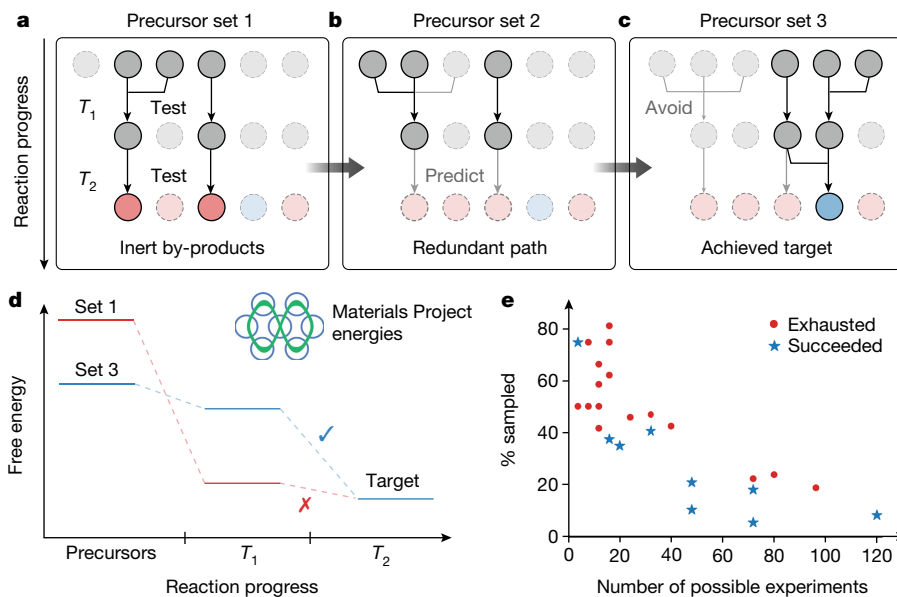 a
Precursor set 1
b
Precursor set 2
c
Precursor set 3
Reaction progress
T1
Test
T2
Test
Inert by-products
Predict
Redundant path
Avoid
Achieved target
d
Set 1
Set 3
Materials Project
energies
Free energy
✓
✗
Target
Precursors
T1
T2
Reaction progress
e
Exhausted
Succeeded
% sampled
80
60
40
20
0
0
20
40
60
80
100
120
Number of possible experiments